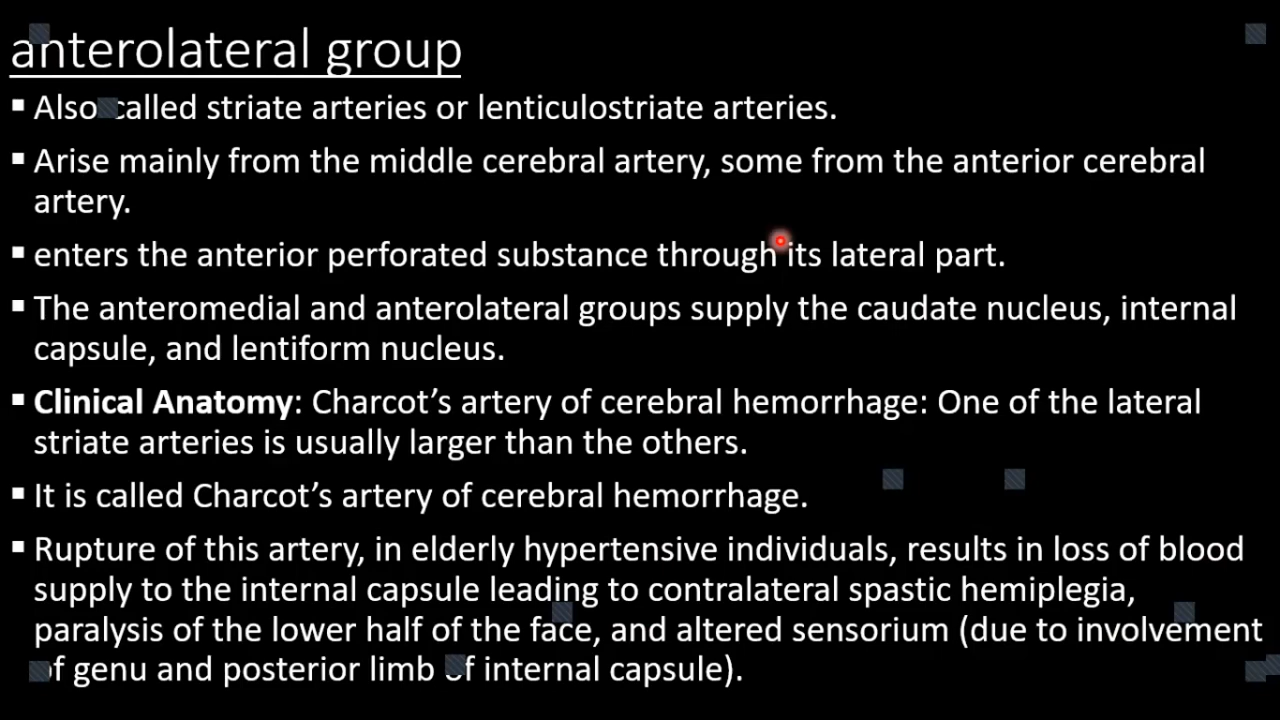 anterolateral group
▪ Also called striate arteries or lenticulostriate arteries.
▪ Arise mainly from the middle cerebral artery, some from the anterior cerebral
artery.
▪ enters the anterior perforated substance through its lateral part.
▪ The anteromedial and anterolateral groups supply the caudate nucleus, internal
capsule, and lentiform nucleus.
▪ Clinical Anatomy: Charcot’s artery of cerebral hemorrhage: One of the lateral
striate arteries is usually larger than the others.
▪ It is called Charcot’s artery of cerebral hemorrhage.
▪ Rupture of this artery, in elderly hypertensive individuals, results in loss of blood
supply to the internal capsule leading to contralateral spastic hemiplegia,
paralysis of the lower half of the face, and altered sensorium (due to involvement
of genu and posterior limb of internal capsule).